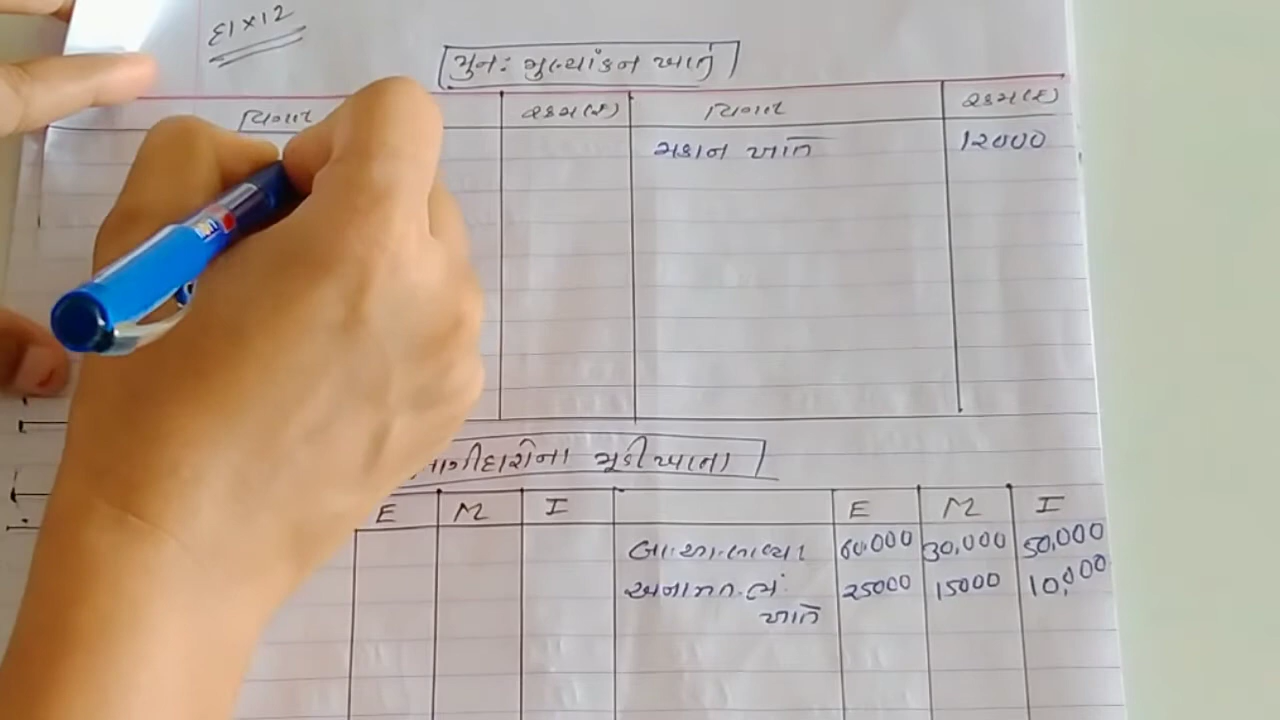 દા×12
પુનઃ મુલ્યાંકન ખાતું
વિગત રકમ(₹) વિગત રકમ(₹)
મકાન ખાતે 12000
ભાગીદારોના મૂડીખાતા
E M I E M I
બા.આ.લાવ્યા 60,000 30,000 50,000
અનામત.ભં. 25000 15000 10,000
ખાતે